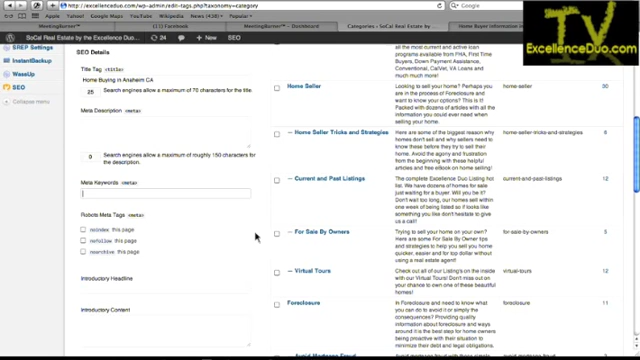 excellenceduo.com/wp-admin/edit-tags.php?taxonomy=category
Google
MeetingBurner™
(1) Facebook
MeetingBurner™ – Dashboard
Categories ‹ SoCal Real Estate by ...
Home Buyer Information
TV
ExcellenceDuo.com
SoCal Real Estate by the Excellence Duo...
24
New
SEO
SREP Settings
InstantBackup
WassUp
SEO
Collapse menu
SEO Details
Title Tag <title>
Home Buying in Anaheim CA
25
Search engines allow a maximum of 70 characters for the title.
Meta Description <meta>
0
Search engines allow a maximum of roughly 150 characters for
the description.
Meta Keywords <meta>
Robots Meta Tags <meta>
noindex this page
nofollow this page
noarchive this page
Introductory Headline
Introductory Content
all the most current and active
icon programs available from
FHA, First Time
Buyers, Down Payment Assistance,
Conventional, CalVet, VA Loans and
much much more!
Home Seller
Looking to sell your home? Perhaps you
are in the process of Foreclosure and
want to know your options? This is it!
Packed with dozens of articles with all
the information you could ever need when
selling your home.
home-seller
50
— Home Seller Tricks and Strategies
Here are some of the biggest reason why
homes don't sell and why sellers need to
know these before they try to sell their
home. Avoid the agony and frustration
from the beginning with these helpful
articles and free eBook on home selling!
home-seller-tricks-and-strategies
— Current and Past Listings
The complete Excellence Duo Listing
list. We have dozens of homes for sale
just waiting for a buyer. Will it be it?
Don't wait too long, our homes sell within
one week of being listed so if it looks like
something you like don't hesitate to give
us a call!
current-and-past-listings
12
— For Sale By Owners
Trying to sell your home on your own?
Here are some For Sale By Owner tips
and strategies to help you sell you home
quicker, easier and for top dollar without
using a real estate agent!
for-sale-by-owners
5
— Virtual Tours
Check out all of our Listing's on the inside
with our Virtual Tours! Don't miss out on
your chance to own one of these beautiful
homes!
virtual-tours
12
Foreclosure
In Foreclosure and need to know what
you can do to avoid it or simply the
consequences? Providing quality
information about foreclosure and ways
around it is the best step for home owners
being proactive with their situation to
minimize their debt and legal obligations.
foreclosure
11
Avoid Mortgage Fraud